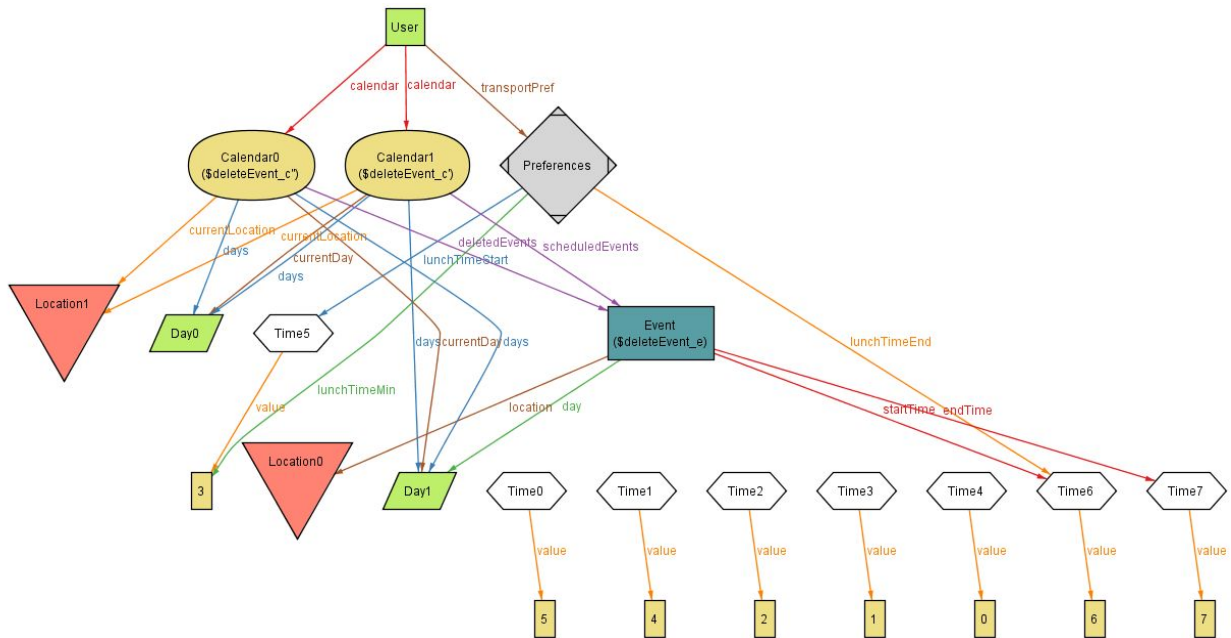 User
calendar
calendar
transportPref
Calendar0
($deleteEvent_c'')
Calendar1
($deleteEvent_c')
Preferences
currentLocation
currentLocation
deletedEvents
scheduledEvents
days
currentDay
lunchTimeStart
days
Location1
Day0
Time5
Event
($deleteEvent_e)
days
currentDay
days
lunchTimeEnd
lunchTimeMin
value
location
day
startTime
endTime
Location0
3
Day1
Time0
Time1
Time2
Time3
Time4
Time6
Time7
value
value
value
value
value
value
value
5
4
2
1
0
6
7